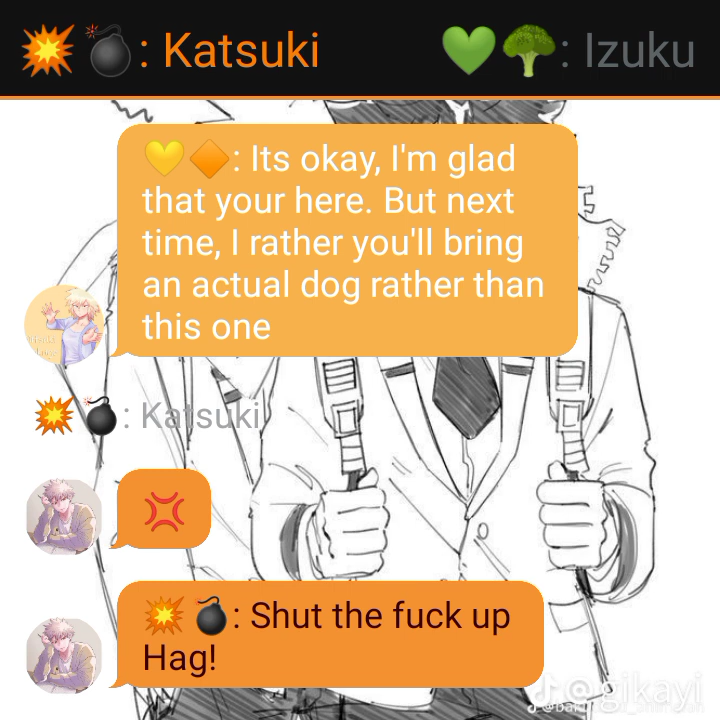 💥💣: Katsuki
💚🥦: Izuku
💛🔶: Its okay, I'm glad
that your here. But next
time, I rather you'll bring
an actual dog rather than
this one
💥💣: Katsuki
💢
💥💣: Shut the fuck up
Hag!
@gikayi